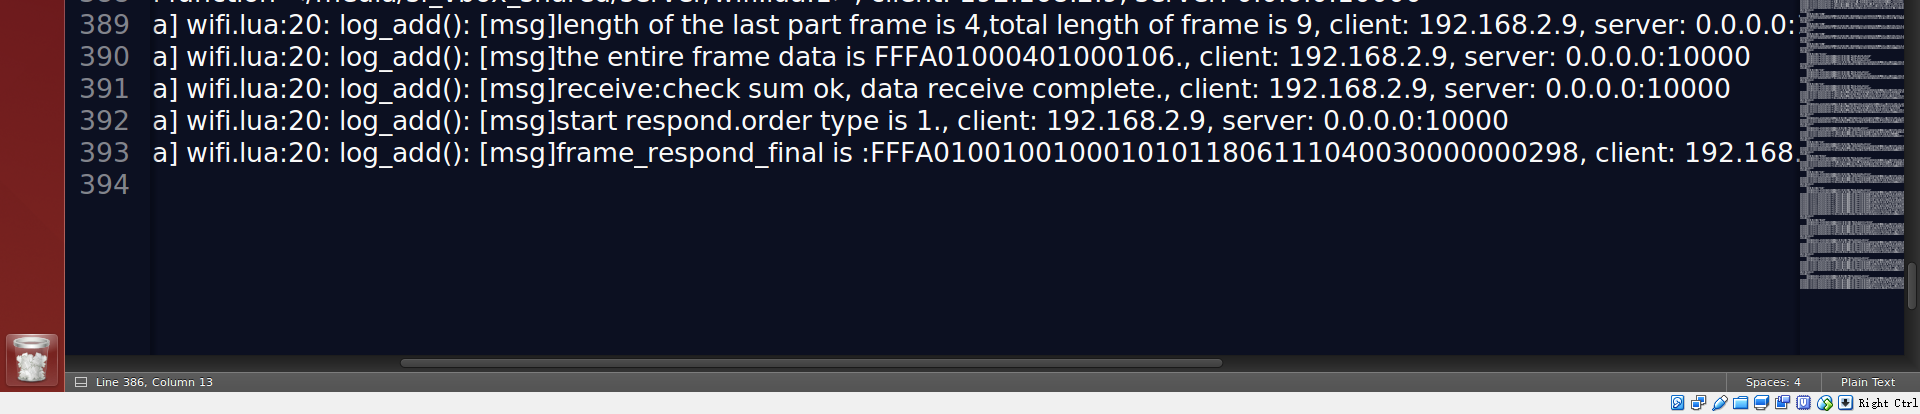 389 a] wifi.lua:20: log_add(): [msg]length of the last part frame is 4,total length of frame is 9, client: 192.168.2.9, server: 0.0.0.0:
390 a] wifi.lua:20: log_add(): [msg]the entire frame data is FFFA01000401000106., client: 192.168.2.9, server: 0.0.0.0:10000
391 a] wifi.lua:20: log_add(): [msg]receive:check sum ok, data receive complete., client: 192.168.2.9, server: 0.0.0.0:10000
392 a] wifi.lua:20: log_add(): [msg]start respond.order type is 1., client: 192.168.2.9, server: 0.0.0.0:10000
393 a] wifi.lua:20: log_add(): [msg]frame_respond_final is :FFFA01001001000101011806111040030000000298, client: 192.168.
394
Line 386, Column 13 Spaces: 4 Plain Text
Right Ctrl